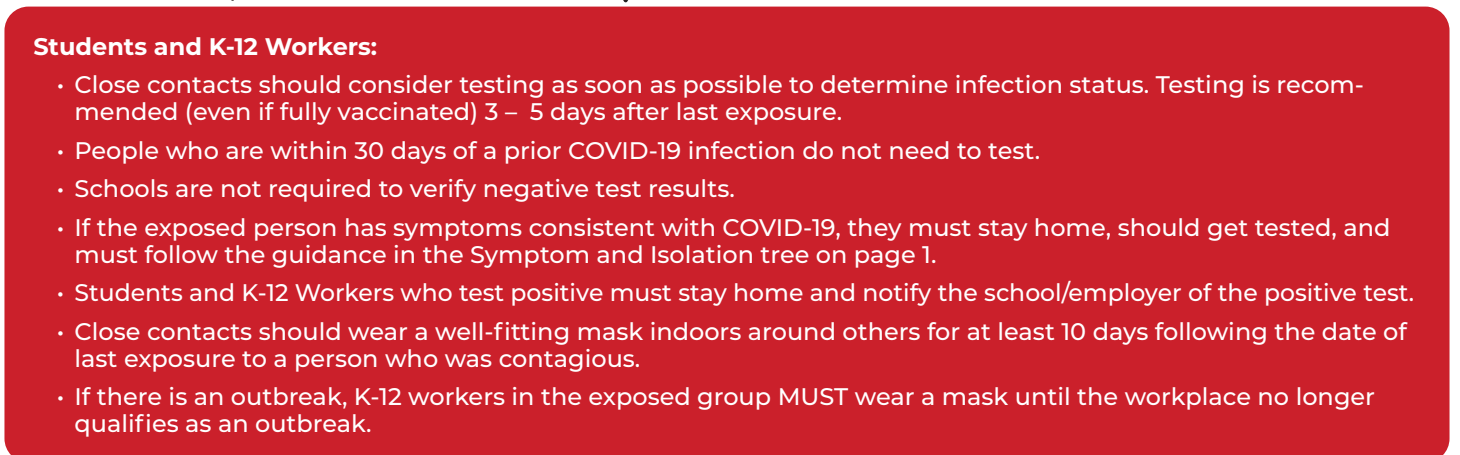 Students and K-12 Workers:
• Close contacts should consider testing as soon as possible to determine infection status. Testing is recom-
mended (even if fully vaccinated) 3 – 5 days after last exposure.
• People who are within 30 days of a prior COVID-19 infection do not need to test.
• Schools are not required to verify negative test results.
• If the exposed person has symptoms consistent with COVID-19, they must stay home, should get tested, and
must follow the guidance in the Symptom and Isolation tree on page 1.
• Students and K-12 Workers who test positive must stay home and notify the school/employer of the positive test.
• Close contacts should wear a well-fitting mask indoors around others for at least 10 days following the date of
last exposure to a person who was contagious.
• If there is an outbreak, K-12 workers in the exposed group MUST wear a mask until the workplace no longer
qualifies as an outbreak.